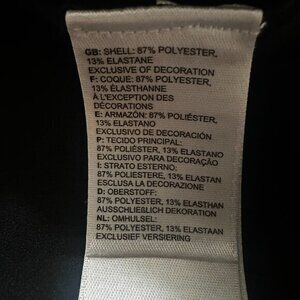 GB: SHELL: 87% POLYESTER,
13% ELASTANE
EXCLUSIVE OF DECORATION
F: COQUE: 87% POLYESTER,
13% ÉLASTHANNE
À L'EXCEPTION DES
DÉCORATIONS
E: ARMAZÓN: 87% POLIÉSTER,
13% ELASTANO
EXCLUSIVO DE DECORACIÓN
P: TECIDO PRINCIPAL:
87% POLIÉSTER, 13% ELASTANO
EXCLUSIVO PARA DECORAÇÃO
I: STRATO ESTERNO:
87% POLIESTERE, 13% ELASTAN
ESCLUSA LA DECORAZIONE
D: OBERSTOFF:
87% POLYESTER, 13% ELASTHAN
AUSSCHLIEBLICH DEKORATION
NL: OMHULSEL:
87% POLYESTER, 13% ELASTAAN
EXCLUSIEF VERSIERING